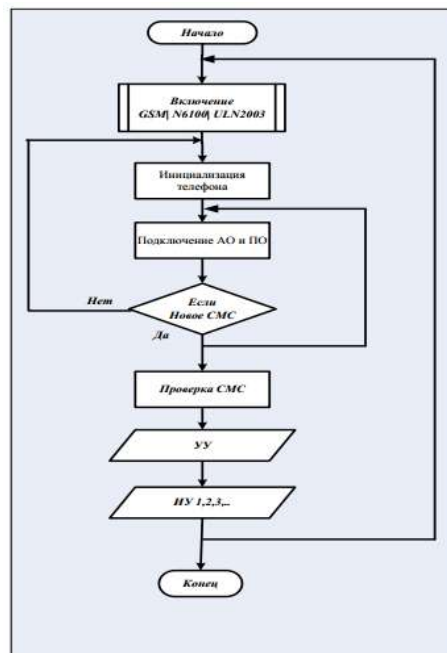 Начало
Включение
GSM| N6100| ULN2003
Инициализация
телефона
Подключение АО и ПО
Если
Новое СМС
Нет
Да
Проверка СМС
УУ
ИУ 1,2,3,..
Конец